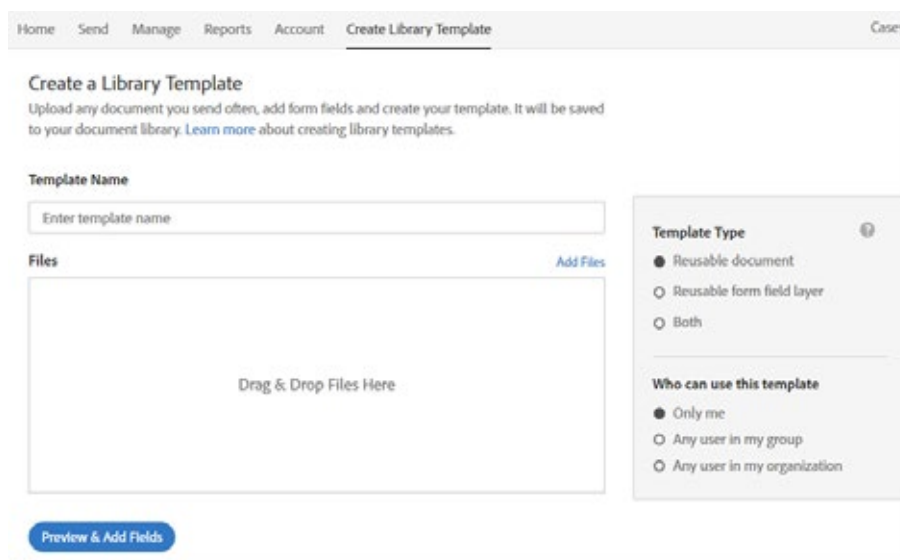 Home Send Manage Reports Account Create Library Template Case
Create a Library Template
Upload any document you send often, add form fields and create your template. It will be saved
to your document library. Learn more about creating library templates.
Template Name
Enter template name
Files Add Files
Drag & Drop Files Here
Template Type ?
Reusable document
Reusable form field layer
Both
Who can use this template
Only me
Any user in my group
Any user in my organization
Preview & Add Fields